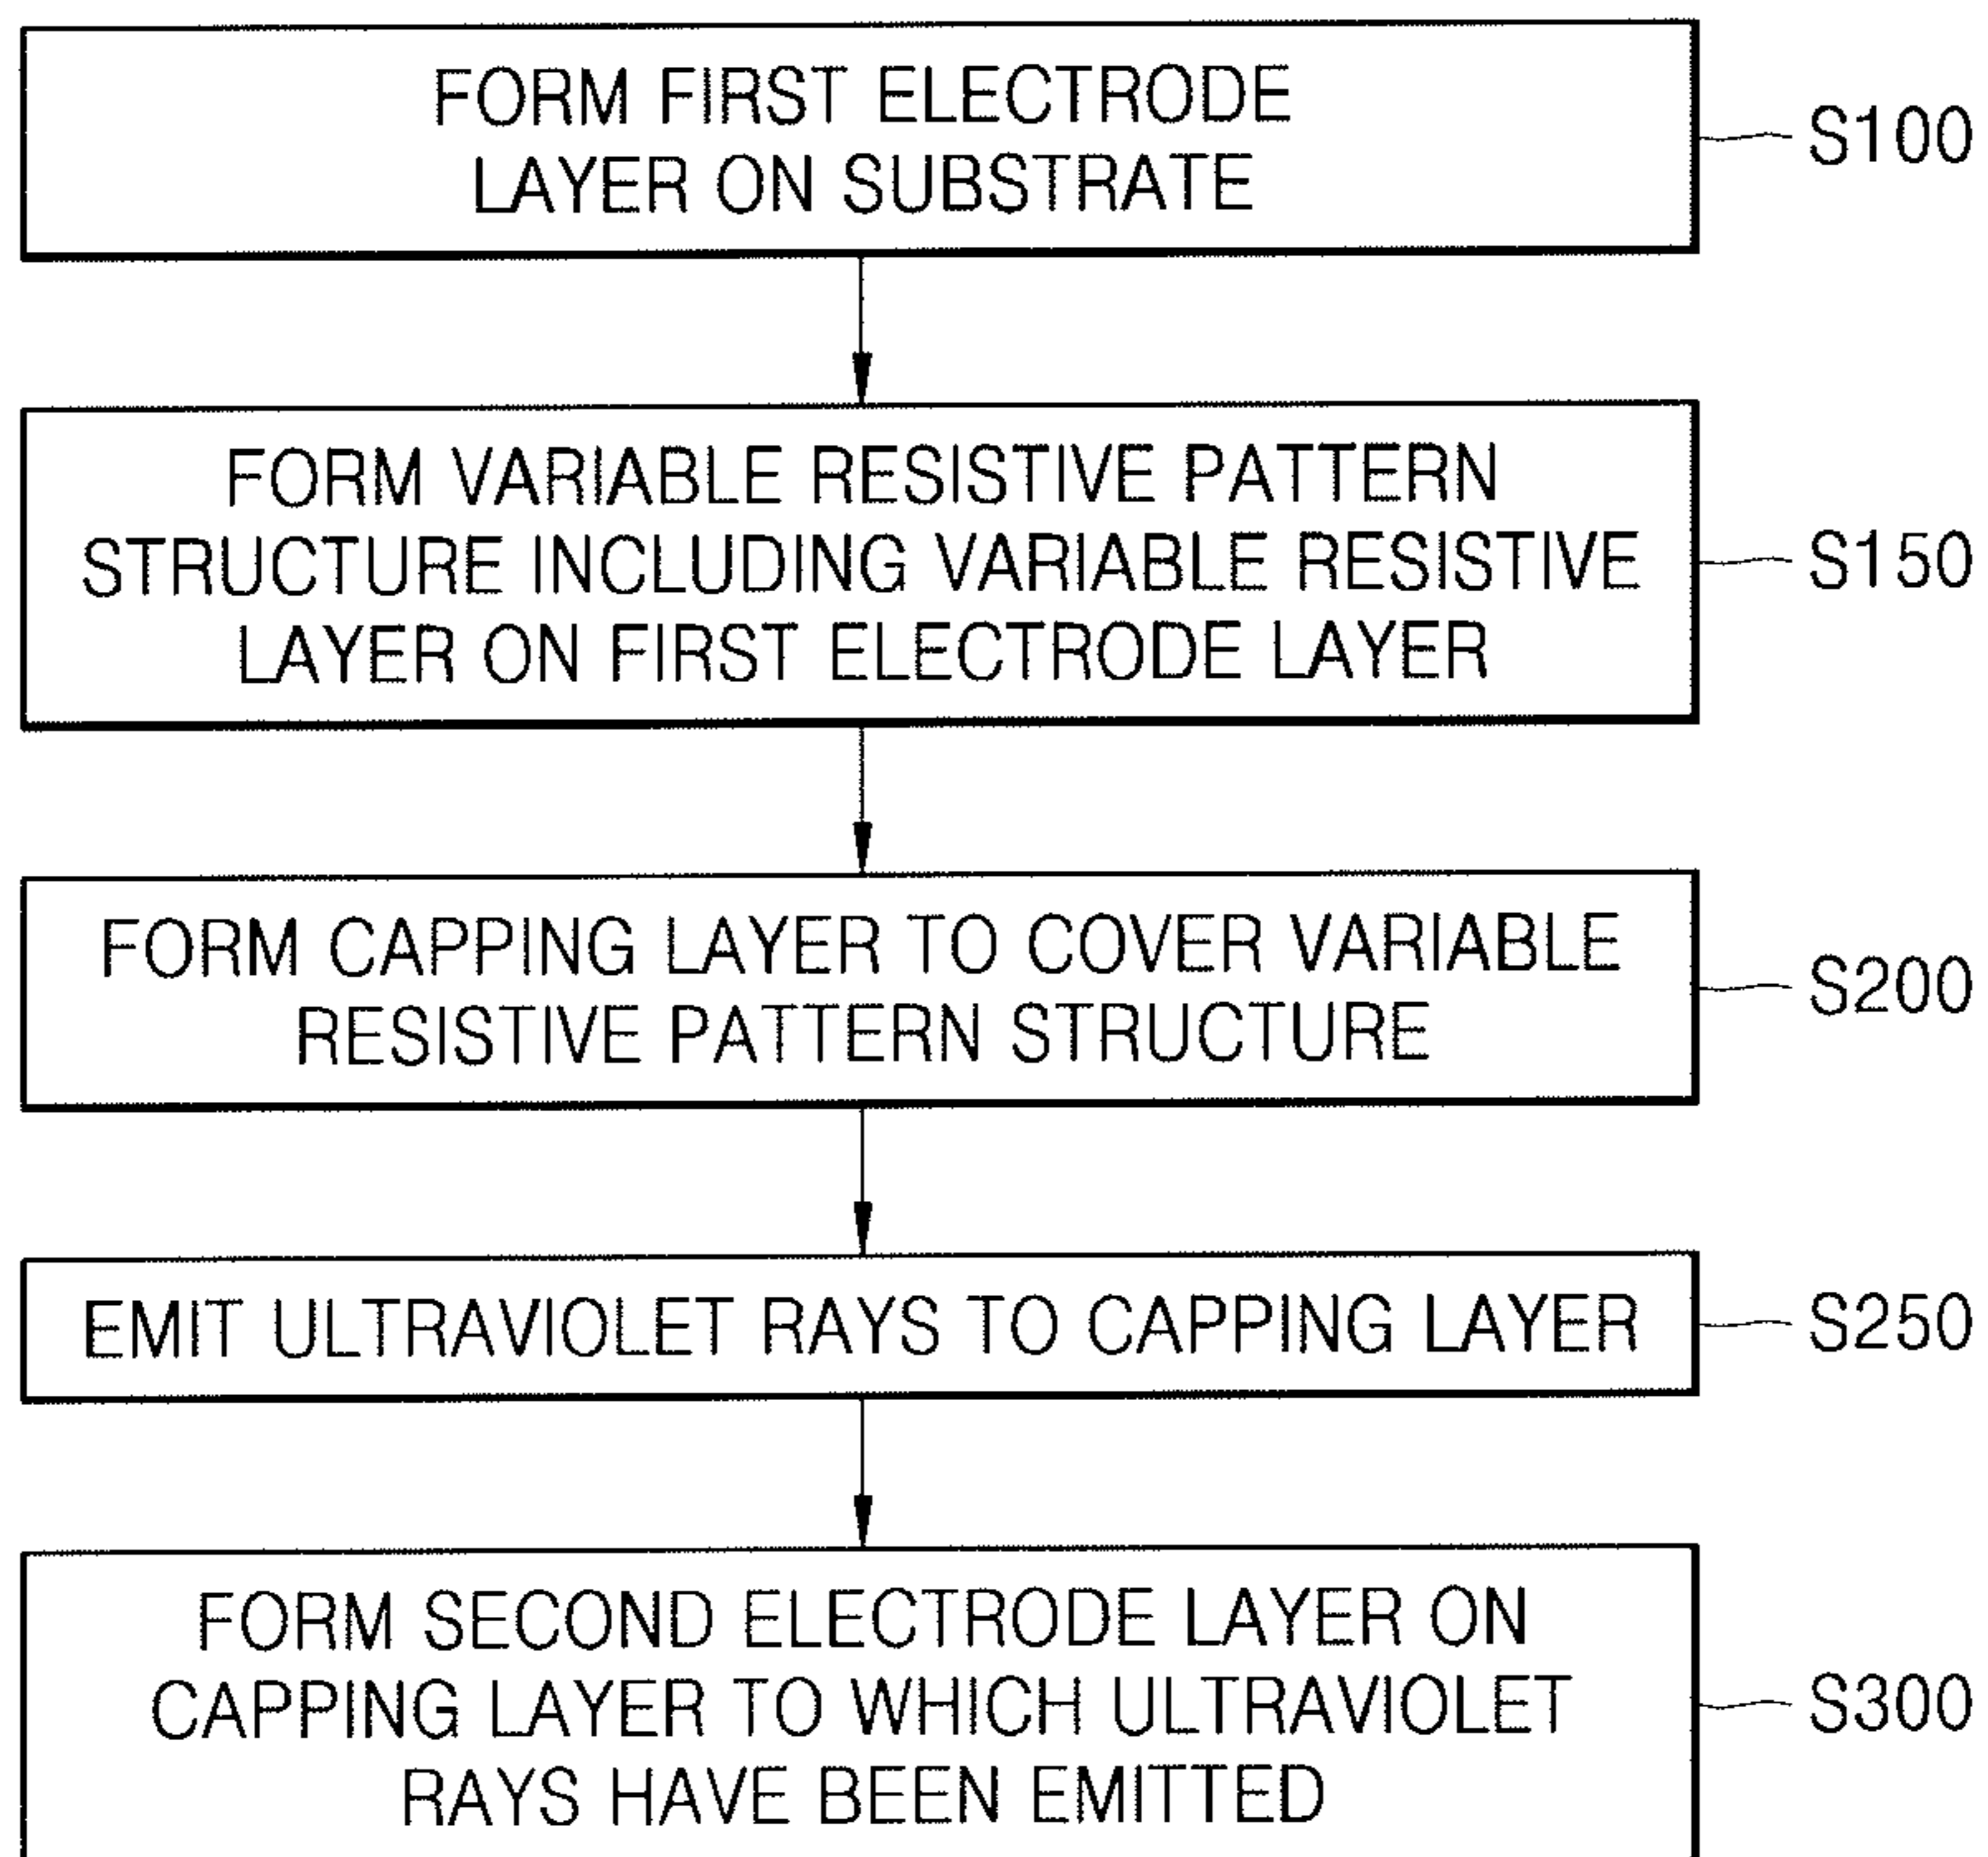 FORM FIRST ELECTRODE
LAYER ON SUBSTRATE
S100
FORM VARIABLE RESISTIVE PATTERN
STRUCTURE INCLUDING VARIABLE RESISTIVE
LAYER ON FIRST ELECTRODE LAYER
S150
FORM CAPPING LAYER TO COVER VARIABLE
RESISTIVE PATTERN STRUCTURE
S200
EMIT ULTRAVIOLET RAYS TO CAPPING LAYER
S250
FORM SECOND ELECTRODE LAYER ON
CAPPING LAYER TO WHICH ULTRAVIOLET
RAYS HAVE BEEN EMITTED
S300